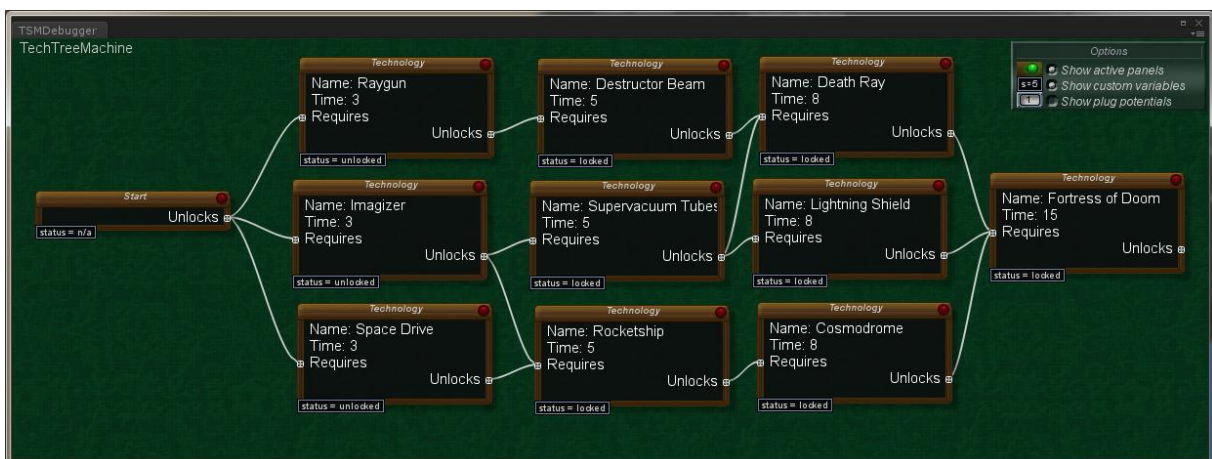 TSMDebugger
TechTreeMachine
Options
Show active panels
s=5 Show custom variables
Show plug potentials
Start
Unlocks
status = n/a
Technology
Name: Raygun
Time: 3
Requires
Unlocks
status = unlocked
Technology
Name: Imagizer
Time: 3
Requires
Unlocks
status = unlocked
Technology
Name: Space Drive
Time: 3
Requires
Unlocks
status = unlocked
Technology
Name: Destructor Beam
Time: 5
Requires
Unlocks
status = locked
Technology
Name: Supervacuum Tubes
Time: 5
Requires
Unlocks
status = locked
Technology
Name: Rocketship
Time: 5
Requires
Unlocks
status = locked
Technology
Name: Death Ray
Time: 8
Requires
Unlocks
status = locked
Technology
Name: Lightning Shield
Time: 8
Requires
Unlocks
status = locked
Technology
Name: Cosmodrome
Time: 8
Requires
Unlocks
status = locked
Technology
Name: Fortress of Doom
Time: 15
Requires
Unlocks
status = locked